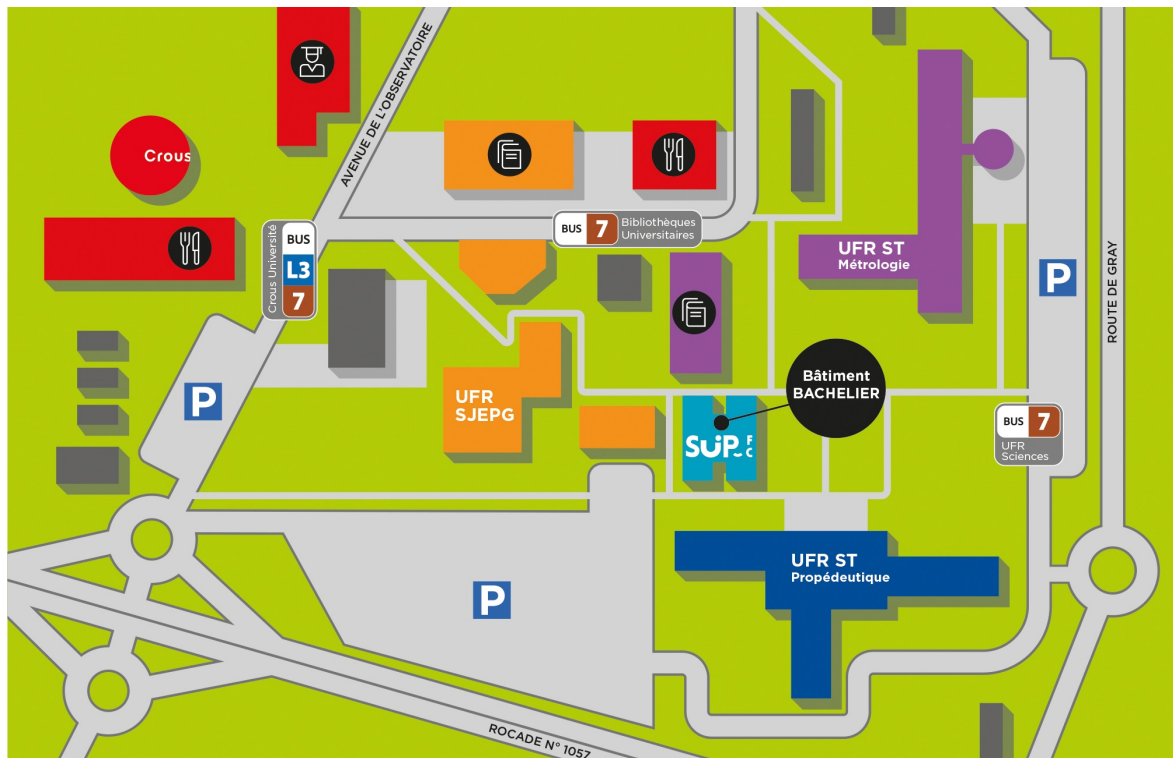 AVENUE DE L'OBSERVATOIRE
Crous
Crous Université
BUS
L3
7
BUS 7 Bibliothèques
Universitaires
UFR ST
Métrologie
P
ROUTE DE GRAY
Bâtiment
BACHELIER
UFR
SJEPG
P
SUP F
C
BUS 7
UFR
Sciences
UFR ST
Propédeutique
P
ROCADE N° 1057